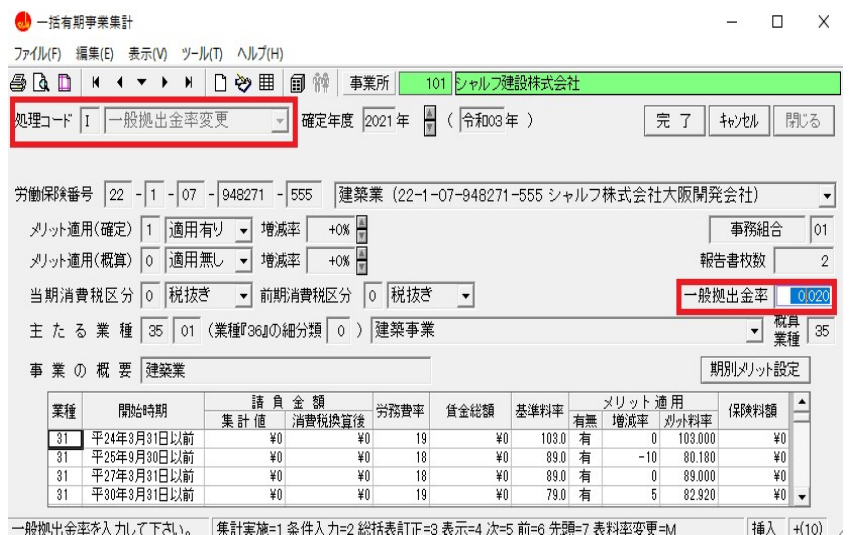 一括有期事業集計
ファイル(F) 編集(E) 表示(V) ツール(T) ヘルプ(H)
事業所 101 シャルフ建設株式会社
処理コード I 一般拠出金率変更 確定年度 2021 年 ( 令和03 年 ) 完 了 キャンセル 閉じる
労働保険番号 22 - 1 - 07 - 948271 - 555 建築業 (22-1-07-948271-555 シャルフ株式会社大阪開発会社)
メリット適用(確定) 1 適用有り 増減率 +0% 事務組合 01
メリット適用(概算) 0 適用無し 増減率 +0% 報告書枚数 2
当期消費税区分 0 税抜き 前期消費税区分 0 税抜き 一般拠出金率 0.020
主 た る 業 種 35 01 (業種『36』の細分類 0 ) 建築事業 概算業種 35
事 業 の 概 要 建築業 期別メリット設定
業種 開始時期 請 負 金 額 労務費率 賃金総額 基準料率 メリット適用 保険料額
集計値 消費税換算後 有無 増減率 メリット料率
31 平24年3月31日以前 ¥0 ¥0 19 ¥0 103.0 有 0 103.000 ¥0
31 平25年9月30日以前 ¥0 ¥0 18 ¥0 89.0 有 -10 80.180 ¥0
31 平27年3月31日以前 ¥0 ¥0 18 ¥0 89.0 有 0 89.000 ¥0
31 平30年3月31日以前 ¥0 ¥0 19 ¥0 79.0 有 5 82.920 ¥0
一般拠出金率を入力して下さい。 集計実施=1 条件入力=2 総括表訂正=3 表示=4 次=5 前=6 先頭=7 表料率変更=M 挿入 +(10)